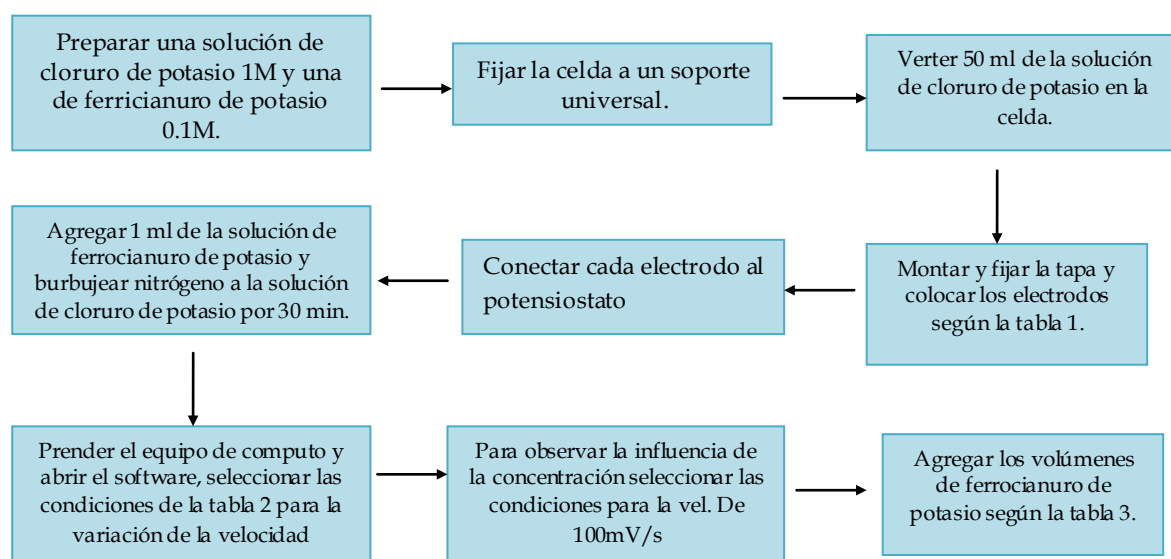 Preparar una solución de
cloruro de potasio 1M y una
de ferricianuro de potasio
0.1M.
Fijar la celda a un soporte
universal.
Verter 50 ml de la solución
de cloruro de potasio en la
celda.
Montar y fijar la tapa y
colocar los electrodos
según la tabla 1.
Conectar cada electrodo al
potensiostato
Agregar 1 ml de la solución de
ferrocianuro de potasio y
burbujear nitrógeno a la solución
de cloruro de potasio por 30 min.
Prender el equipo de computo y
abrir el software, seleccionar las
condiciones de la tabla 2 para la
variación de la velocidad
Para observar la influencia de
la concentración seleccionar las
condiciones para la vel. De
100mV/s
Agregar los volúmenes
de ferrocianuro de
potasio según la tabla 3.